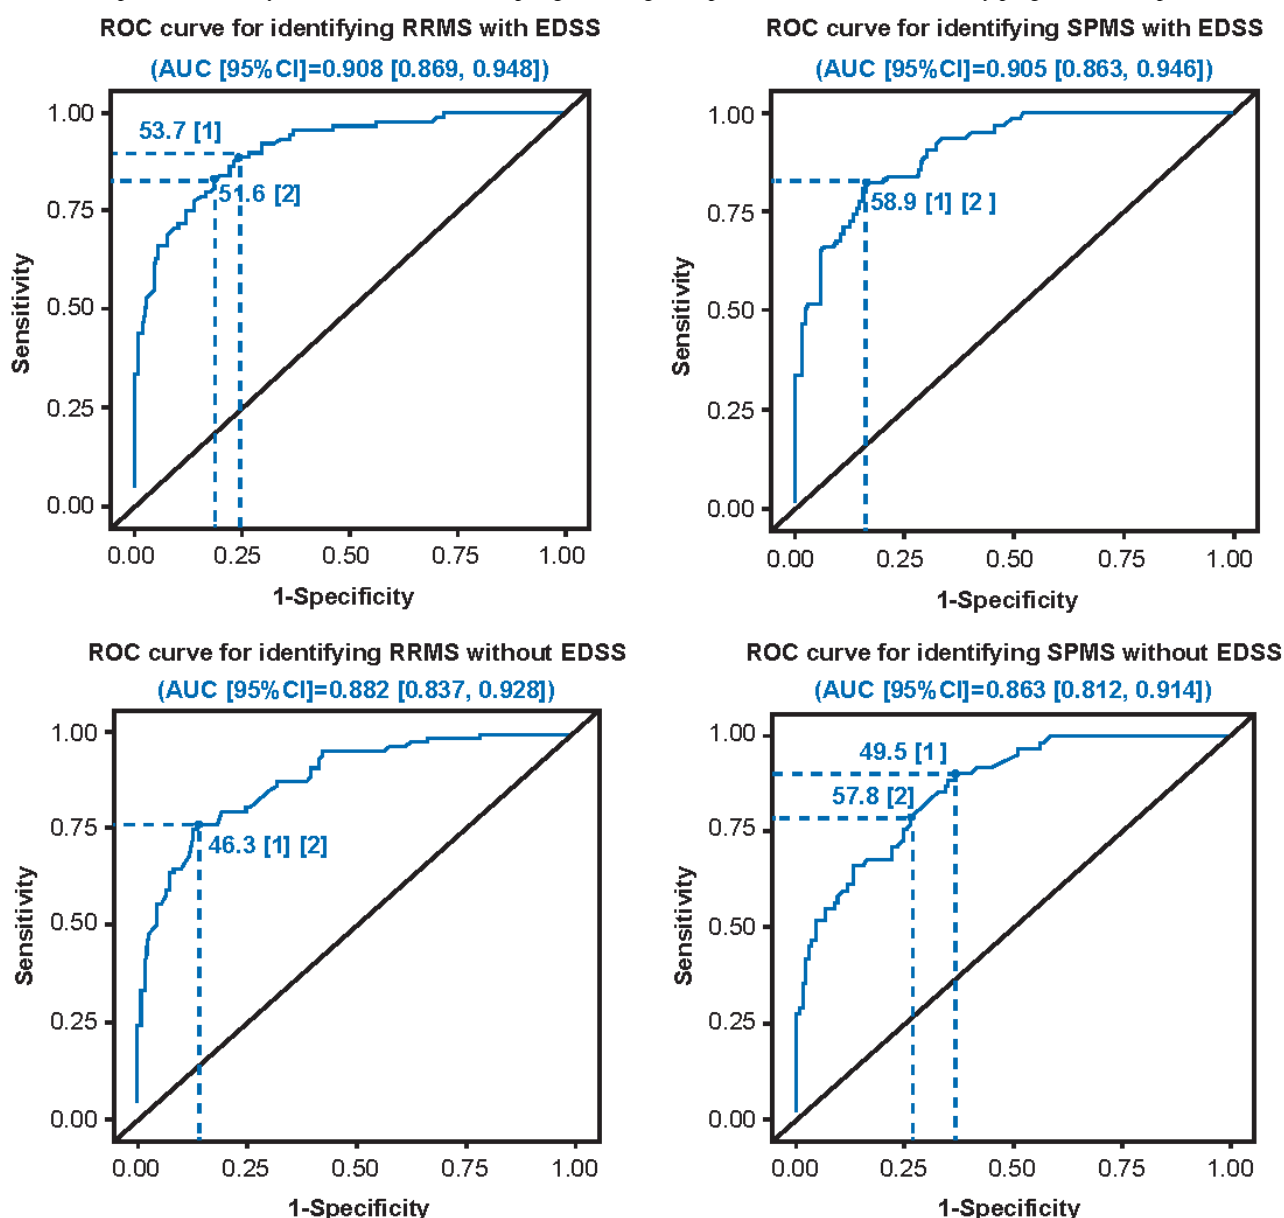 ROC curve for identifying RRMS with EDSS
(AUC [95%CI]=0.908 [0.869, 0.948])
1.00
0.75
0.50
0.25
0.00
Sensitivity
53.7 [1]
51.6 [2]
0.00 0.25 0.50 0.75 1.00
1-Specificity
ROC curve for identifying SPMS with EDSS
(AUC [95%CI]=0.905 [0.863, 0.946])
1.00
0.75
0.50
0.25
0.00
Sensitivity
58.9 [1] [2 ]
0.00 0.25 0.50 0.75 1.00
1-Specificity
ROC curve for identifying RRMS without EDSS
(AUC [95%CI]=0.882 [0.837, 0.928])
1.00
0.75
0.50
0.25
0.00
Sensitivity
46.3 [1] [2]
0.00 0.25 0.50 0.75 1.00
1-Specificity
ROC curve for identifying SPMS without EDSS
(AUC [95%CI]=0.863 [0.812, 0.914])
1.00
0.75
0.50
0.25
0.00
Sensitivity
49.5 [1]
57.8 [2]
0.00 0.25 0.50 0.75 1.00
1-Specificity